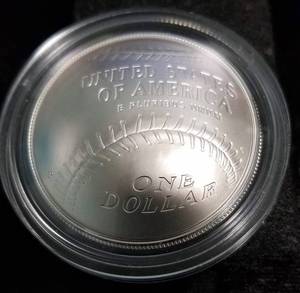 UNITED STATES
OF AMERICA
E PLURIBUS UNUM
ONE
DOLLAR